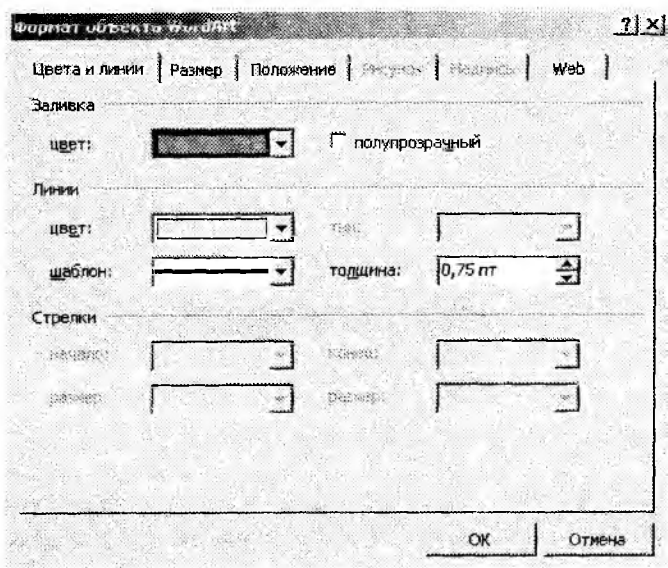 Формат объекта WordArt
? ×
Цвета и линии Размер Положение Рисунок Надпись Web
Заливка
цвет: полупрозрачный
Линии
цвет: тип:
шаблон: толщина: 0,75 пт
Стрелки
начало: конец:
размер: размер:
ОК Отмена